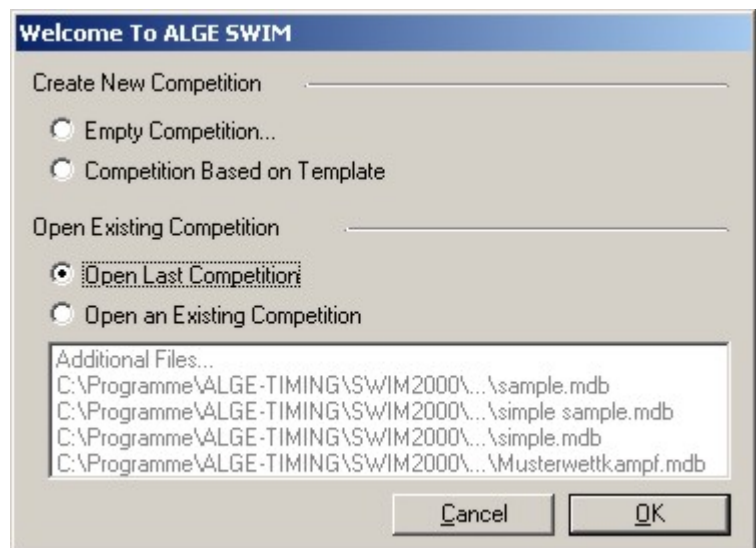 Welcome To ALGE SWIM
Create New Competition
Empty Competition...
Competition Based on Template
Open Existing Competition
Open Last Competition
Open an Existing Competition
Additional Files...
C:\Programme\ALGE-TIMING\SWIM2000\...\sample.mdb
C:\Programme\ALGE-TIMING\SWIM2000\...\simple sample.mdb
C:\Programme\ALGE-TIMING\SWIM2000\...\simple.mdb
C:\Programme\ALGE-TIMING\SWIM2000\...\Musterwettkampf.mdb
Cancel OK